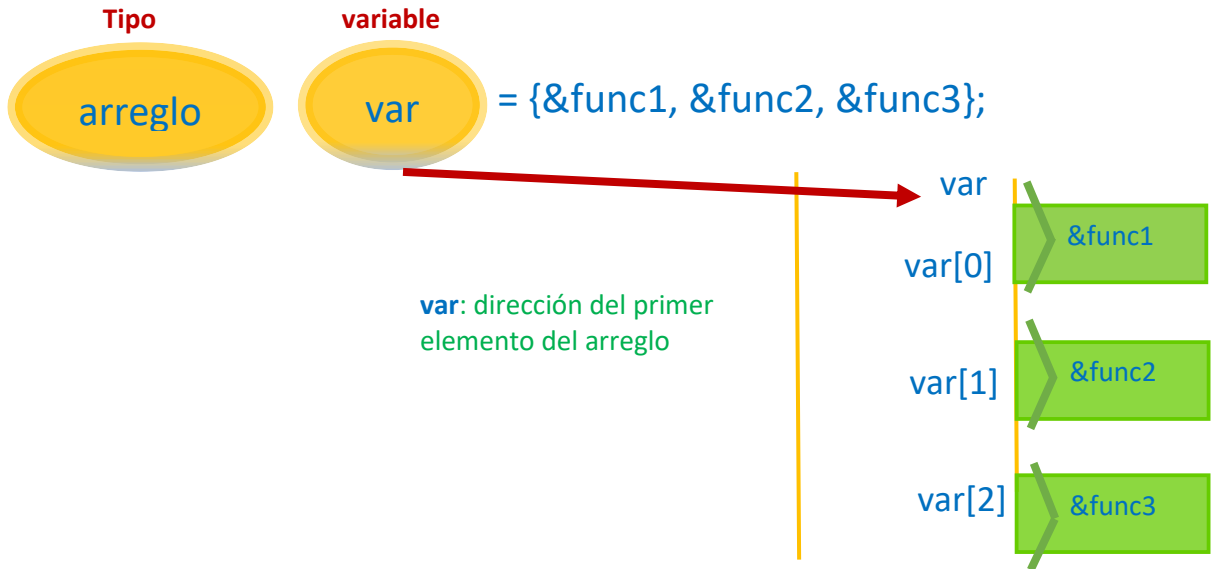 Tipo variable
arreglo var = {&func1, &func2, &func3};
var
&func1
var[0]
var: dirección del primer
elemento del arreglo
var[1] &func2
var[2] &func3